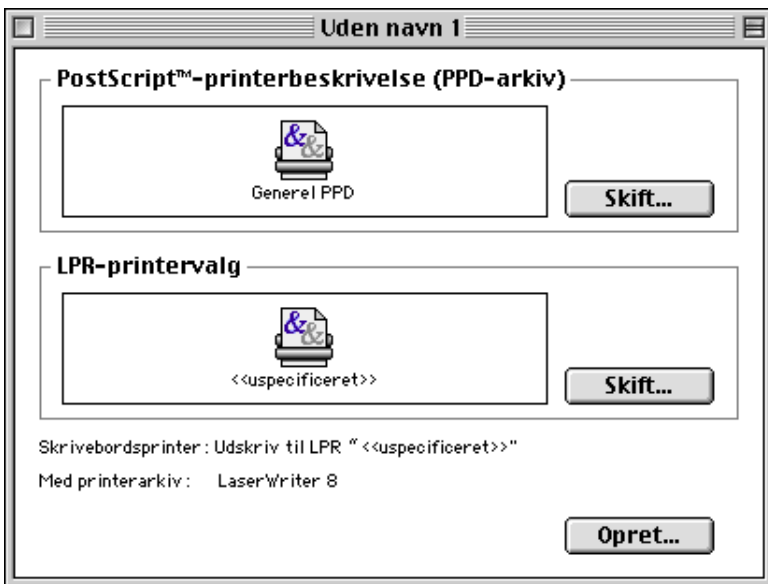 Uden navn 1
PostScript™-printerbeskrivelse (PPD-arkiv)
&&
Generel PPD
Skift...
LPR-printervalg
&&
<<uspecificeret>>
Skift...
Skrivebordsprinter: Udskriv til LPR “<<uspecificeret>>”
Med printerarkiv: LaserWriter 8
Opret...